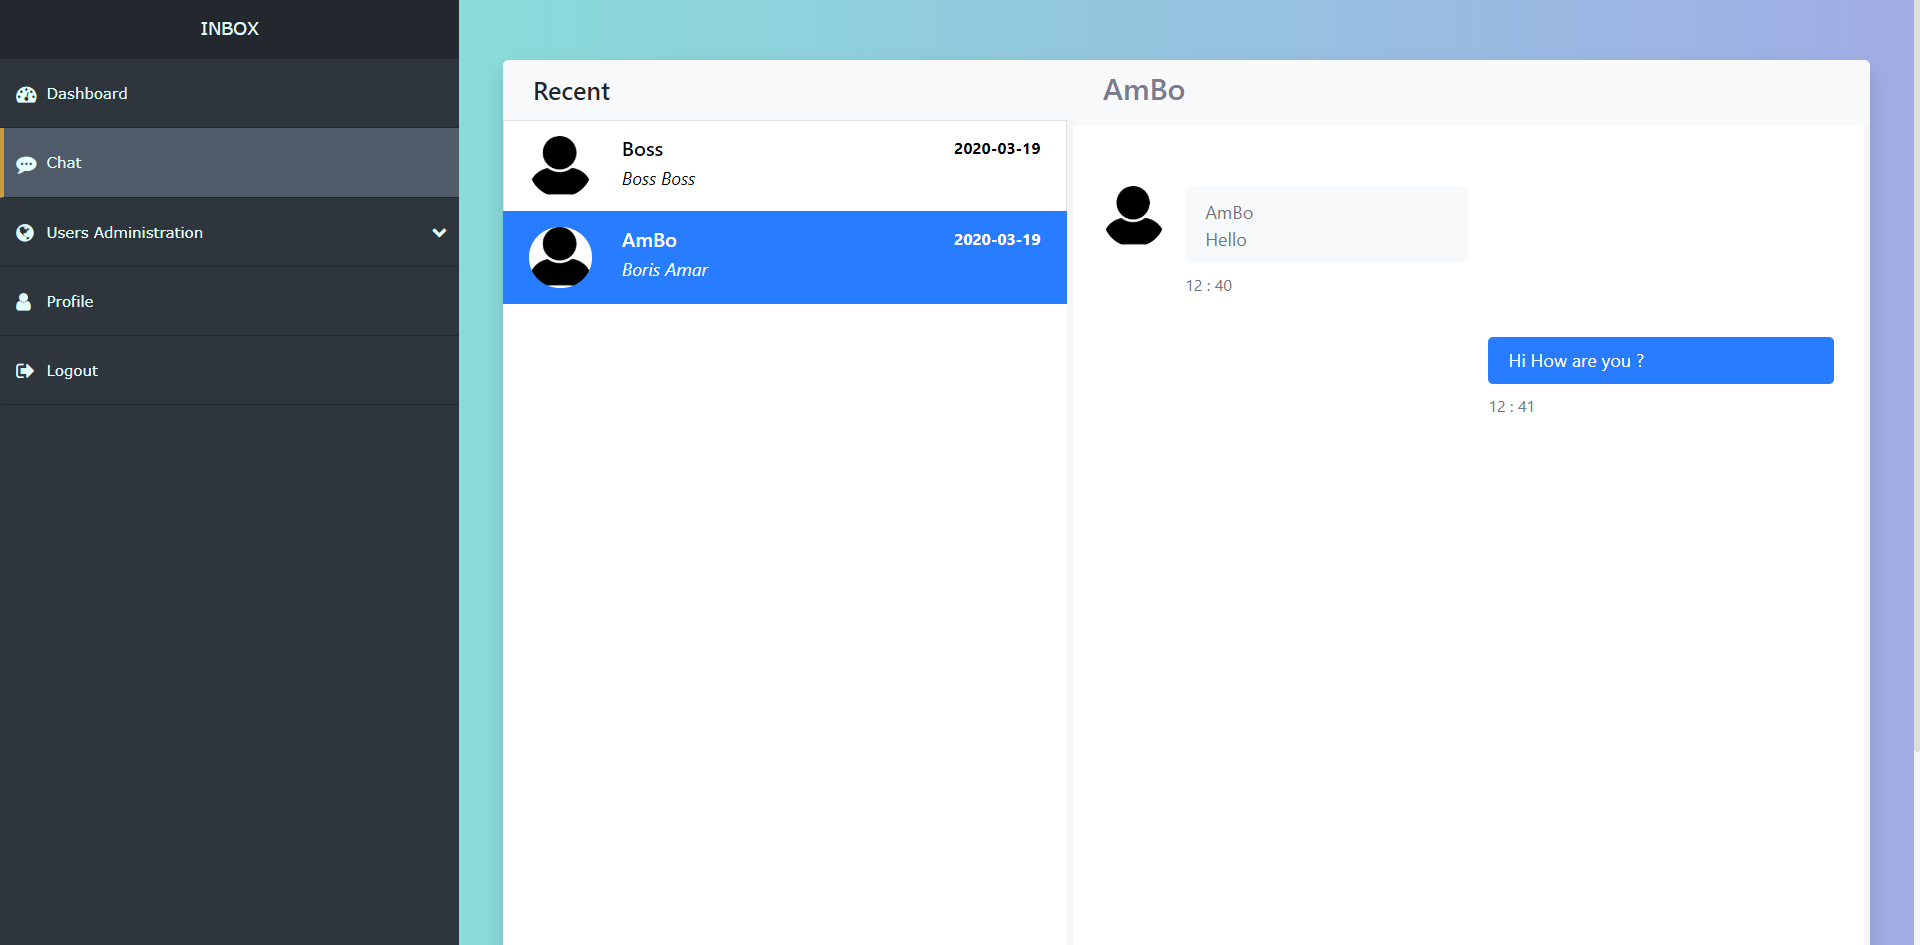 INBOX
Dashboard
Chat
Users Administration
Profile
Logout
Recent
Boss
2020-03-19
Boss Boss
AmBo
2020-03-19
Boris Amar
AmBo
AmBo
Hello
12 : 40
Hi How are you ?
12 : 41